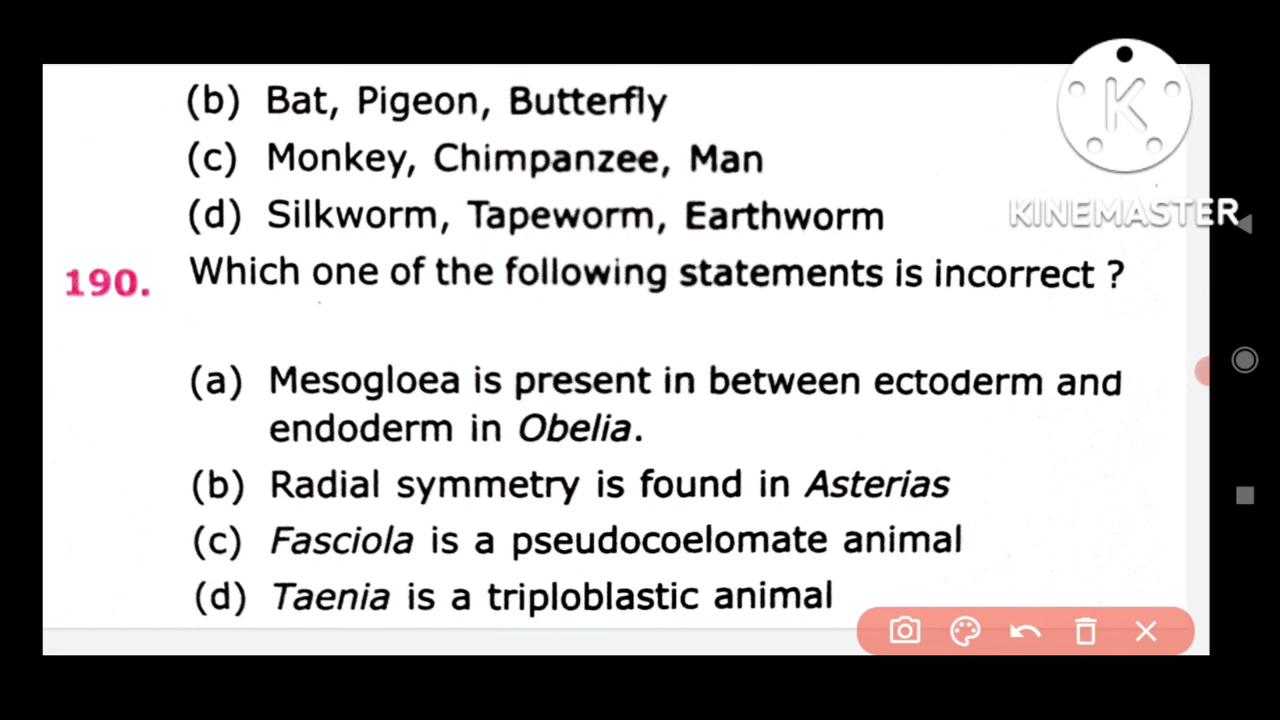 (b) Bat, Pigeon, Butterfly
(c) Monkey, Chimpanzee, Man
(d) Silkworm, Tapeworm, Earthworm
KINEMASTER
190. Which one of the following statements is incorrect ?
(a) Mesogloea is present in between ectoderm and
endoderm in Obelia.
(b) Radial symmetry is found in Asterias
(c) Fasciola is a pseudocoelomate animal
(d) Taenia is a triploblastic animal